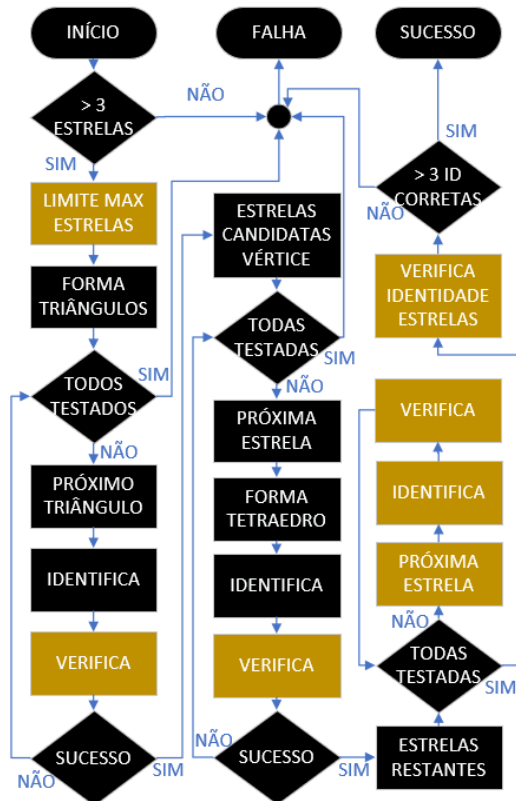 INÍCIO
> 3
ESTRELAS
NÃO
SIM
LIMITE MAX
ESTRELAS
FORMA
TRIÂNGULOS
TODOS
TESTADOS
SIM
NÃO
PRÓXIMO
TRIÂNGULO
IDENTIFICA
VERIFICA
SUCESSO
NÃO
SIM
FALHA
ESTRELAS
CANDIDATAS
VÉRTICE
TODAS
TESTADAS
SIM
NÃO
PRÓXIMA
ESTRELA
FORMA
TETRAEDRO
IDENTIFICA
VERIFICA
NÃO
SUCESSO
SIM
SUCESSO
SIM
> 3 ID
CORRETAS
NÃO
VERIFICA
IDENTIDADE
ESTRELAS
VERIFICA
IDENTIFICA
PRÓXIMA
ESTRELA
NÃO
TODAS
TESTADAS
SIM
ESTRELAS
RESTANTES